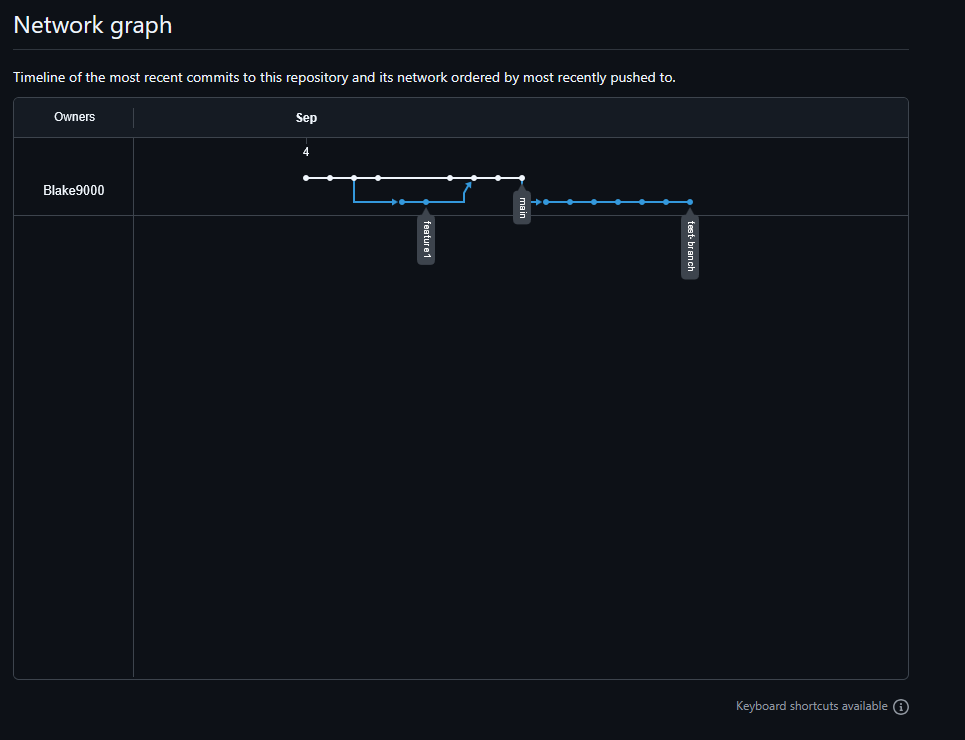 Network graph
Timeline of the most recent commits to this repository and its network ordered by most recently pushed to.
Owners
Sep
4
Blake9000
main
feature1
test-branch
Keyboard shortcuts available